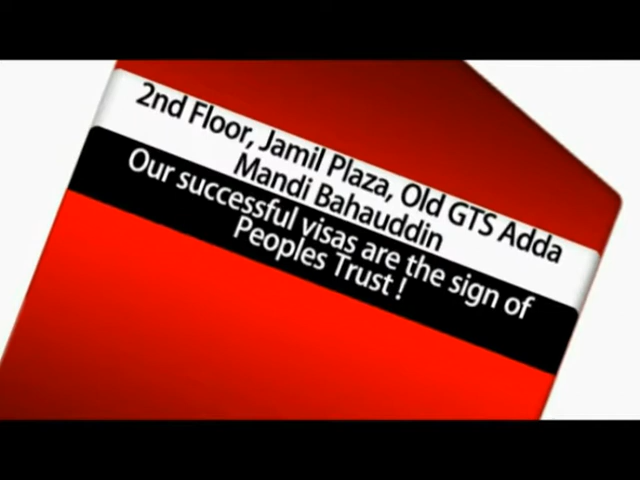 2nd Floor, Jamil Plaza, Old GTS Adda
Mandi Bahauddin
Our successful visas are the sign of
Peoples Trust !